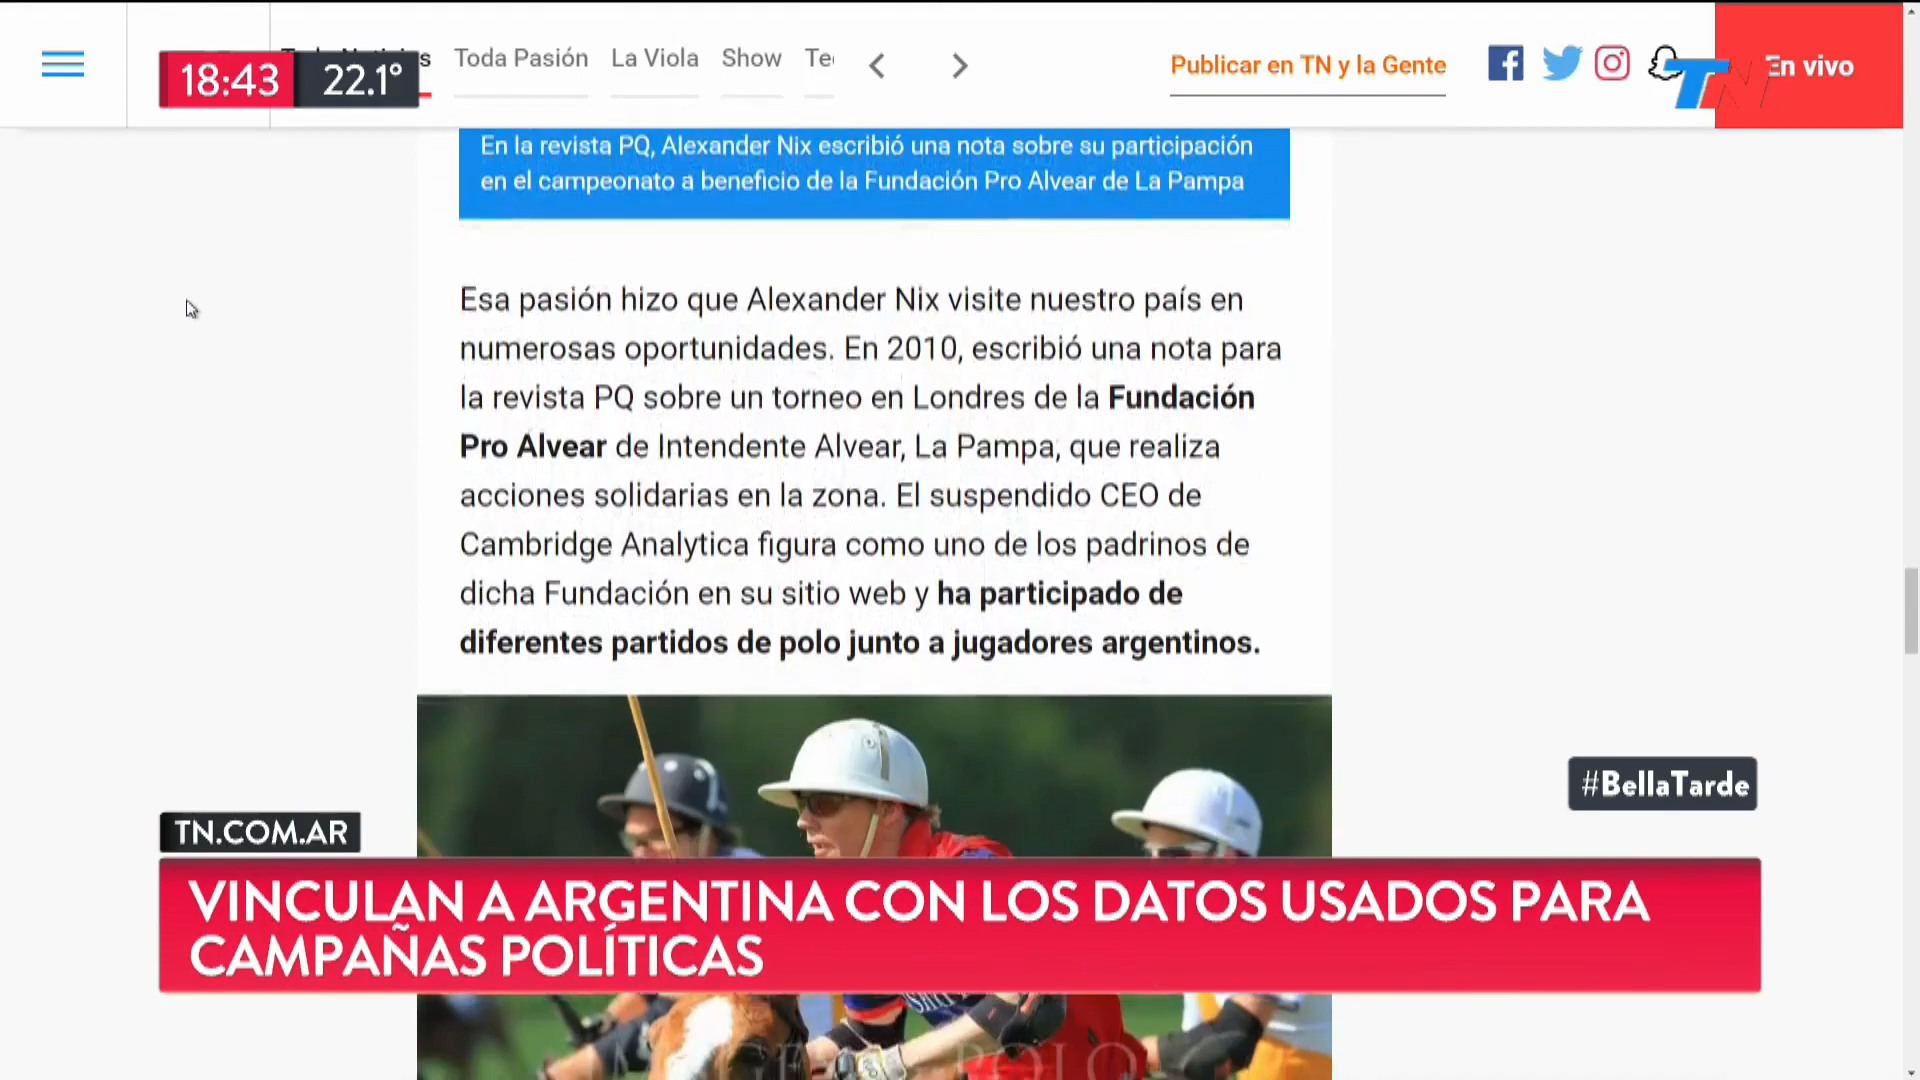 18:43 22.1°
Toda Pasión La Viola Show
Publicar en TN y la Gente
TN
En vivo
En la revista PQ, Alexander Nix escribió una nota sobre su participación
en el campeonato a beneficio de la Fundación Pro Alvear de La Pampa
Esa pasión hizo que Alexander Nix visite nuestro país en
numerosas oportunidades. En 2010, escribió una nota para
la revista PQ sobre un torneo en Londres de la Fundación
Pro Alvear de Intendente Alvear, La Pampa, que realiza
acciones solidarias en la zona. El suspendido CEO de
Cambridge Analytica figura como uno de los padrinos de
dicha Fundación en su sitio web y ha participado de
diferentes partidos de polo junto a jugadores argentinos.
#BellaTarde
TN.COM.AR
VINCULAN A ARGENTINA CON LOS DATOS USADOS PARA
CAMPAÑAS POLÍTICAS
POLO